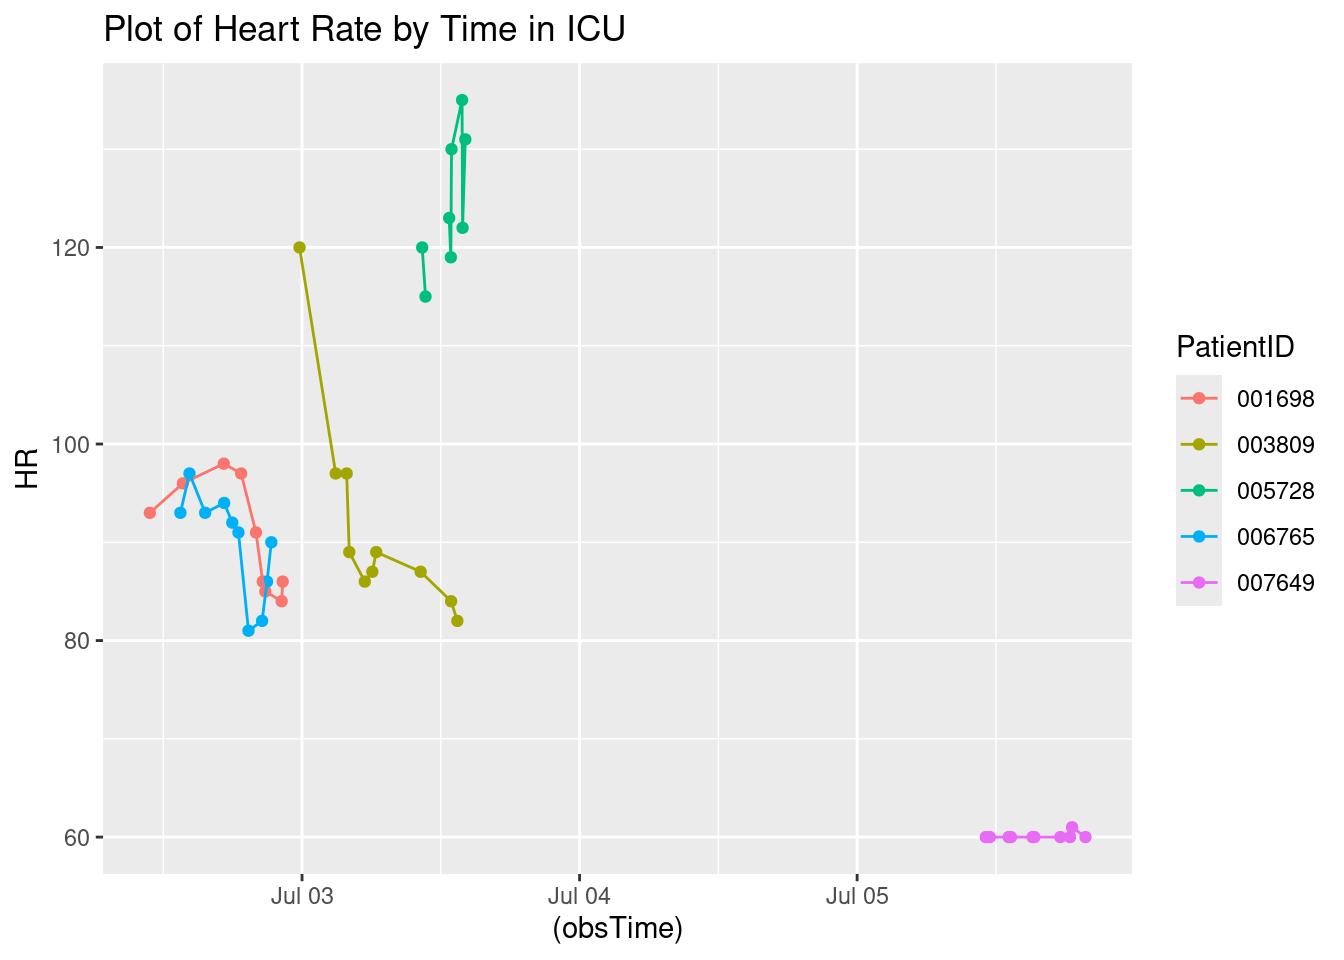 Plot of Heart Rate by Time in ICU
HR
120
100
80
60
Jul 03
Jul 04
Jul 05
(obsTime)
PatientID
001698
003809
005728
006765
007649